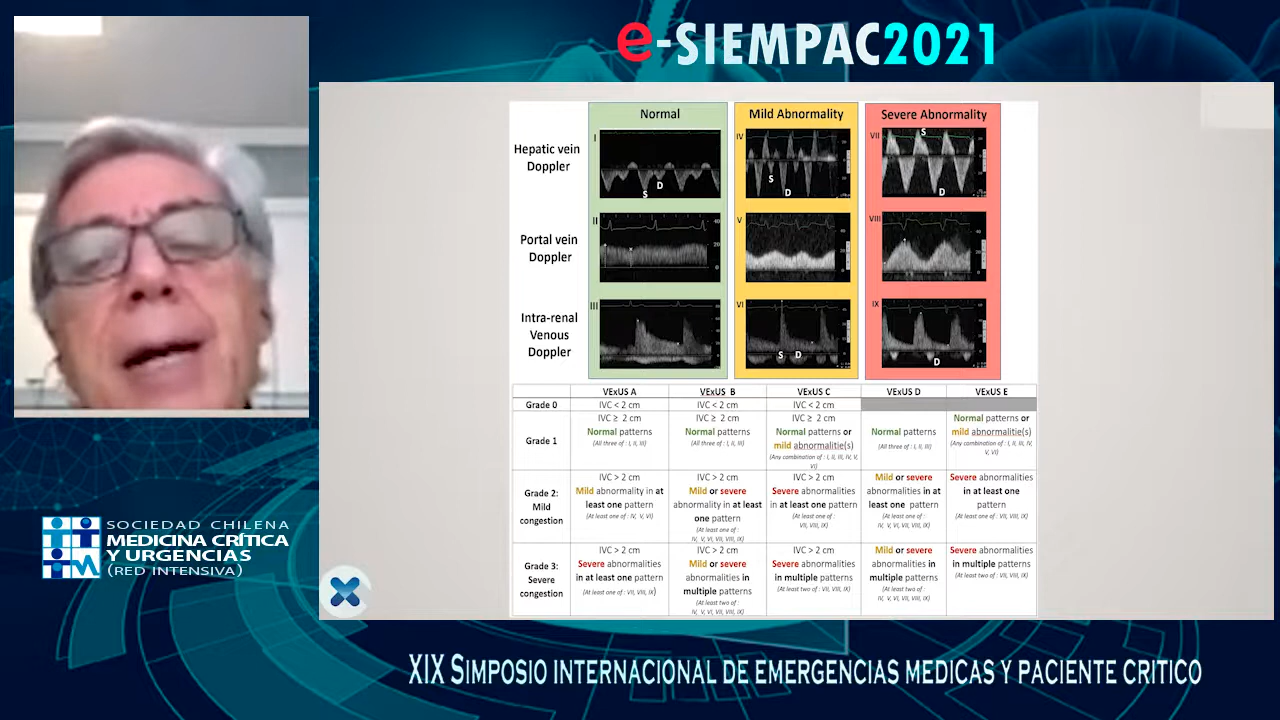 e-SIEMPAC2021
Normal
Mild Abnormality
Severe Abnormality
Hepatic vein
Doppler
I
S
D
IV
S
D
VII
S
D
Portal vein
Doppler
II
V
VIII
Intra-renal
Venous
Doppler
III
VI
S
D
IX
D
VExUS A
VExUS B
VExUS C
VExUS D
VExUS E
Grade 0
IVC < 2 cm
IVC < 2 cm
IVC < 2 cm
Grade 1
IVC ≥ 2 cm
Normal patterns
(All three of : I, II, III)
IVC ≥ 2 cm
Normal patterns
(All three of : I, II, III)
IVC ≥ 2 cm
Normal patterns or
mild abnormalitie(s)
(Any combination of : I, II, III, IV, V,
VI)
Normal patterns
(All three of : I, II, III)
Normal patterns or
mild abnormalitie(s)
(Any combination of : I, II, III, IV,
V, VI)
Grade 2:
Mild
congestion
IVC > 2 cm
Mild abnormality in at
least one pattern
(At least one of : IV, V, VI)
IVC > 2 cm
Mild or severe
abnormality in at least
one pattern
(At least one of :
IV, V, VI, VII, VIII, IX)
IVC > 2 cm
Severe abnormalities
in at least one pattern
(At least one of :
VII, VIII, IX)
Mild or severe
abnormalities in at
least one pattern
(At least one of :
IV, V, VI, VII, VIII, IX)
Severe abnormalities
in at least one
pattern
(At least one of : VII, VIII, IX)
Grade 3:
Severe
congestion
IVC > 2 cm
Severe abnormalities
in at least one pattern
(At least one of : VII, VIII, IX)
IVC > 2 cm
Mild or severe
abnormalities in
multiple patterns
(At least two of :
IV, V, VI, VII, VIII, IX)
IVC > 2 cm
Severe abnormalities
in multiple patterns
(At least two of : VII, VIII, IX)
Mild or severe
abnormalities in
multiple patterns
(At least two of :
IV, V, VI, VII, VIII, IX)
Severe abnormalities
in multiple patterns
(At least two of : VII, VIII, IX)
SOCIEDAD CHILENA
MEDICINA CRÍTICA
Y URGENCIAS
(RED INTENSIVA)
XIX SIMPOSIO INTERNACIONAL DE EMERGENCIAS MEDICAS Y PACIENTE CRITICO